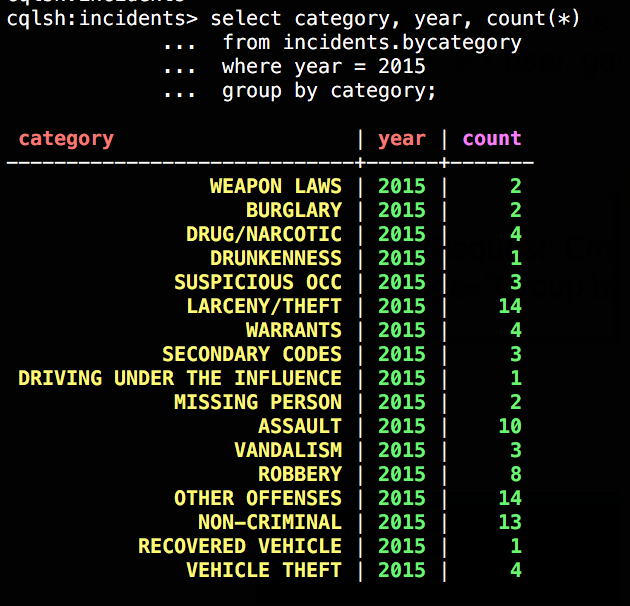 cqlsh:incidents> select category, year, count(*)
... from incidents.bycategory
... where year = 2015
... group by category;
category | year | count
WEAPON LAWS | 2015 | 2
BURGLARY | 2015 | 2
DRUG/NARCOTIC | 2015 | 4
DRUNKENNESS | 2015 | 1
SUSPICIOUS OCC | 2015 | 3
LARCENY/THEFT | 2015 | 14
WARRANTS | 2015 | 4
SECONDARY CODES | 2015 | 3
DRIVING UNDER THE INFLUENCE | 2015 | 1
MISSING PERSON | 2015 | 2
ASSAULT | 2015 | 10
VANDALISM | 2015 | 3
ROBBERY | 2015 | 8
OTHER OFFENSES | 2015 | 14
NON-CRIMINAL | 2015 | 13
RECOVERED VEHICLE | 2015 | 1
VEHICLE THEFT | 2015 | 4